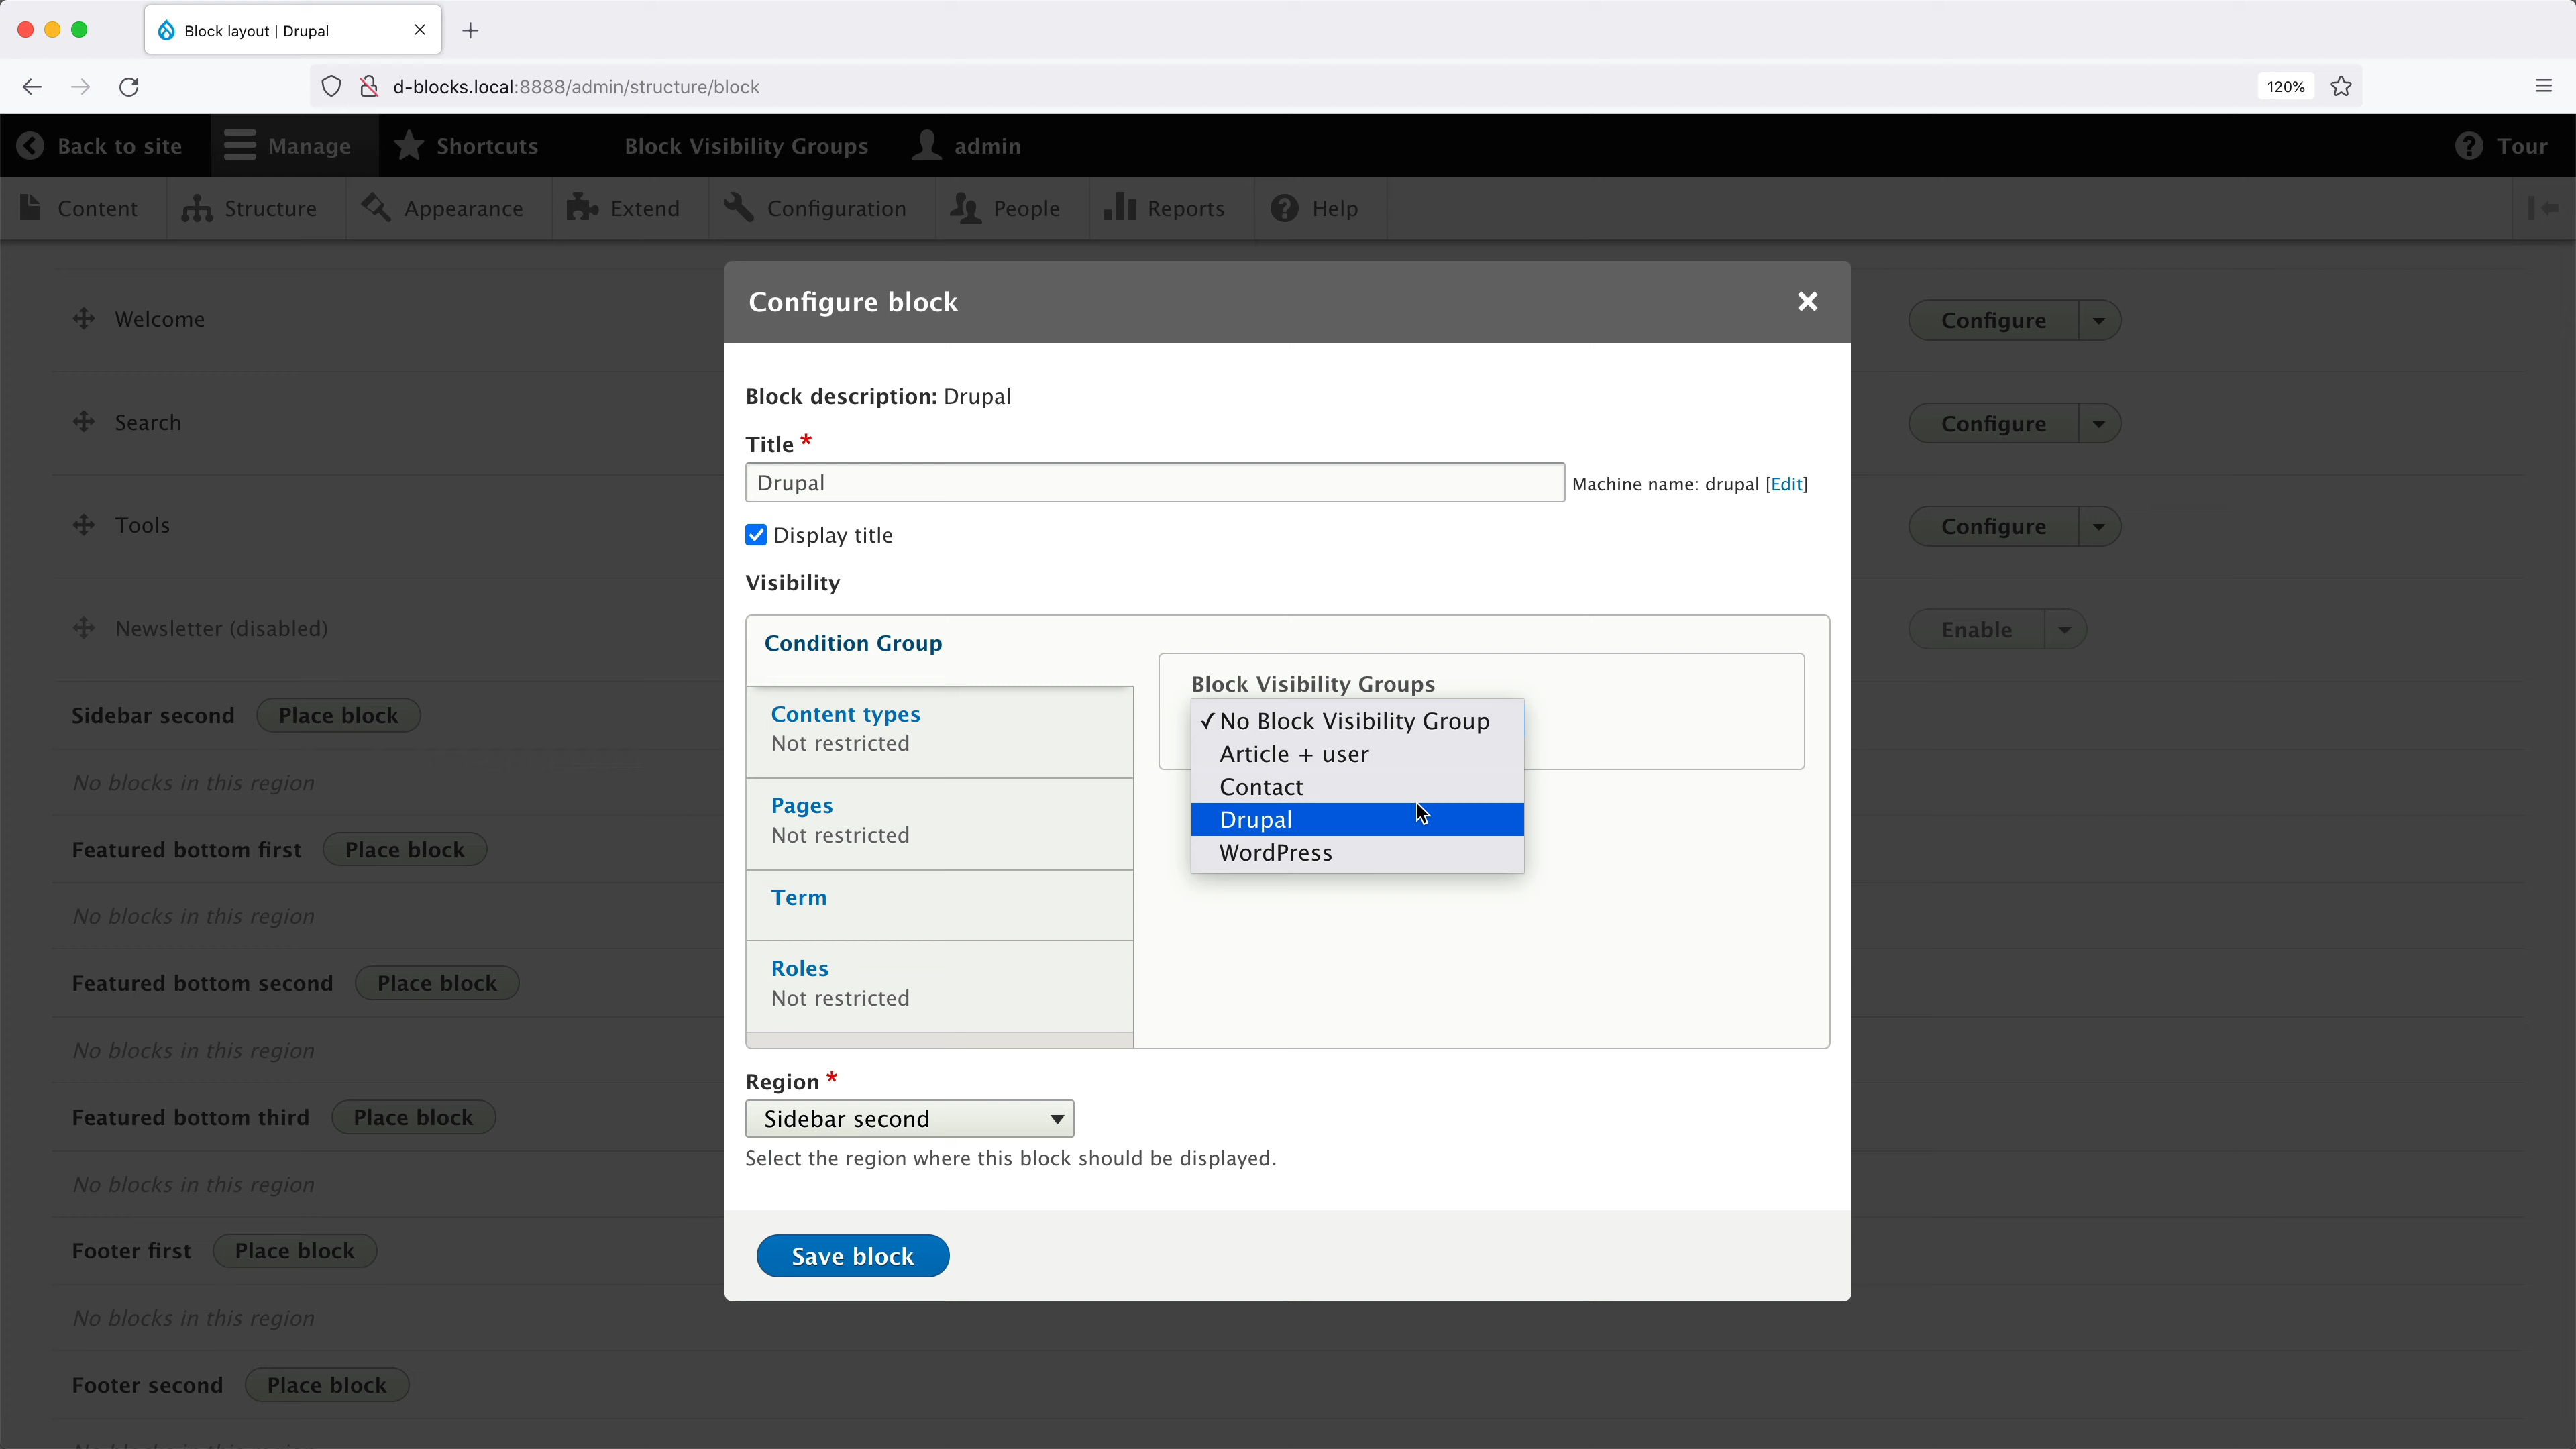 Block layout | Drupal
d-blocks.local:8888/admin/structure/block
120%
Back to site
Manage
Shortcuts
Block Visibility Groups
admin
Tour
Content
Structure
Appearance
Extend
Configuration
People
Reports
Help
Configure block
Welcome
Configure
Block description: Drupal
Search
Configure
Title *
Drupal
Machine name: drupal [Edit]
Tools
Configure
Display title
Visibility
Newsletter (disabled)
Enable
Condition Group
Block Visibility Groups
✓ No Block Visibility Group
Article + user
Contact
Drupal
WordPress
Content types
Not restricted
Pages
Not restricted
Term
Roles
Not restricted
Sidebar second
Place block
No blocks in this region
Featured bottom first
Place block
No blocks in this region
Featured bottom second
Place block
No blocks in this region
Region *
Sidebar second
Select the region where this block should be displayed.
Featured bottom third
Place block
No blocks in this region
Save block
Footer first
Place block
No blocks in this region
Footer second
Place block